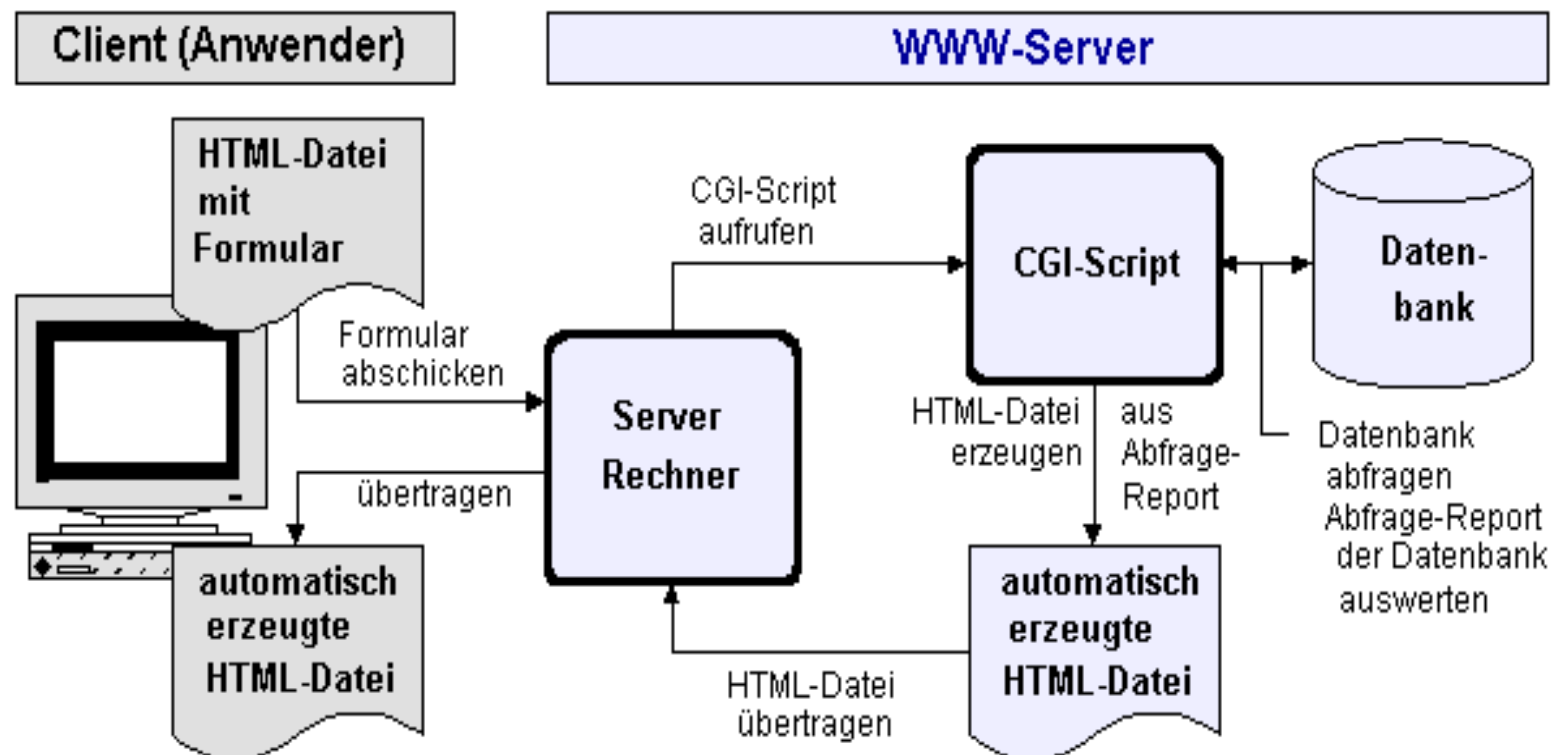 Client (Anwender)
WWW-Server
HTML-Datei
mit
Formular
Formular
abschicken
Server
Rechner
übertragen
automatisch
erzeugte
HTML-Datei
CGI-Script
aufrufen
CGI-Script
Daten-
bank
HTML-Datei
erzeugen
aus
Abfrage-
Report
Datenbank
abfragen
Abfrage-Report
der Datenbank
auswerten
automatisch
erzeugte
HTML-Datei
HTML-Datei
übertragen